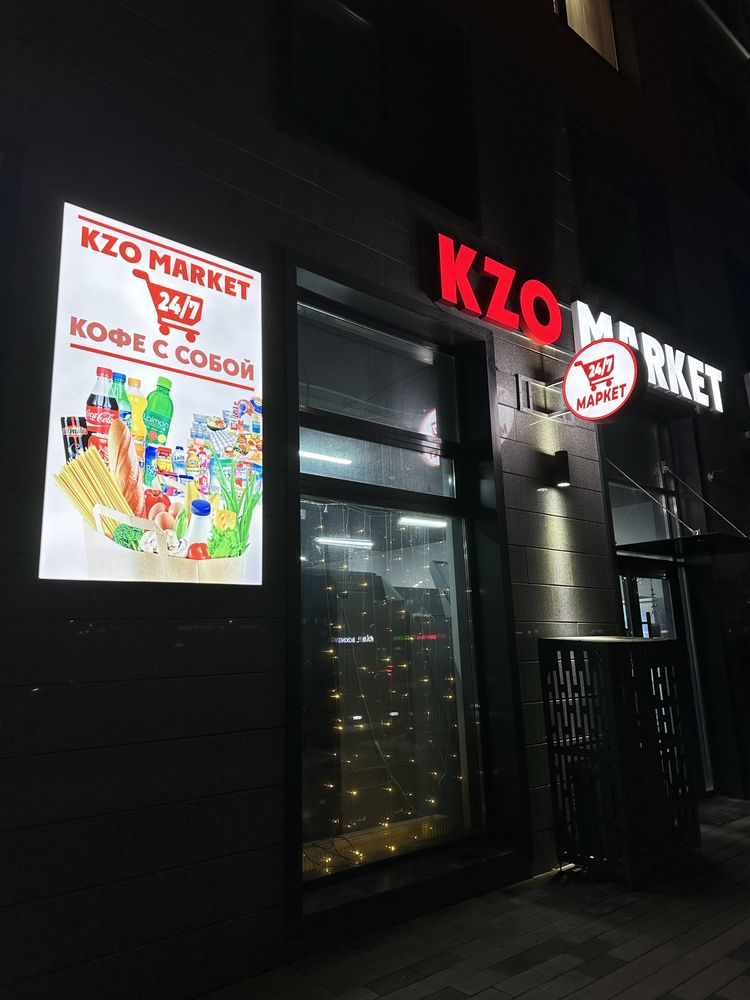 KZO MARKET
24/7
КОФЕ С СОБОЙ
Coca-Cola
KZO MARKET
24/7
МАРКЕТ